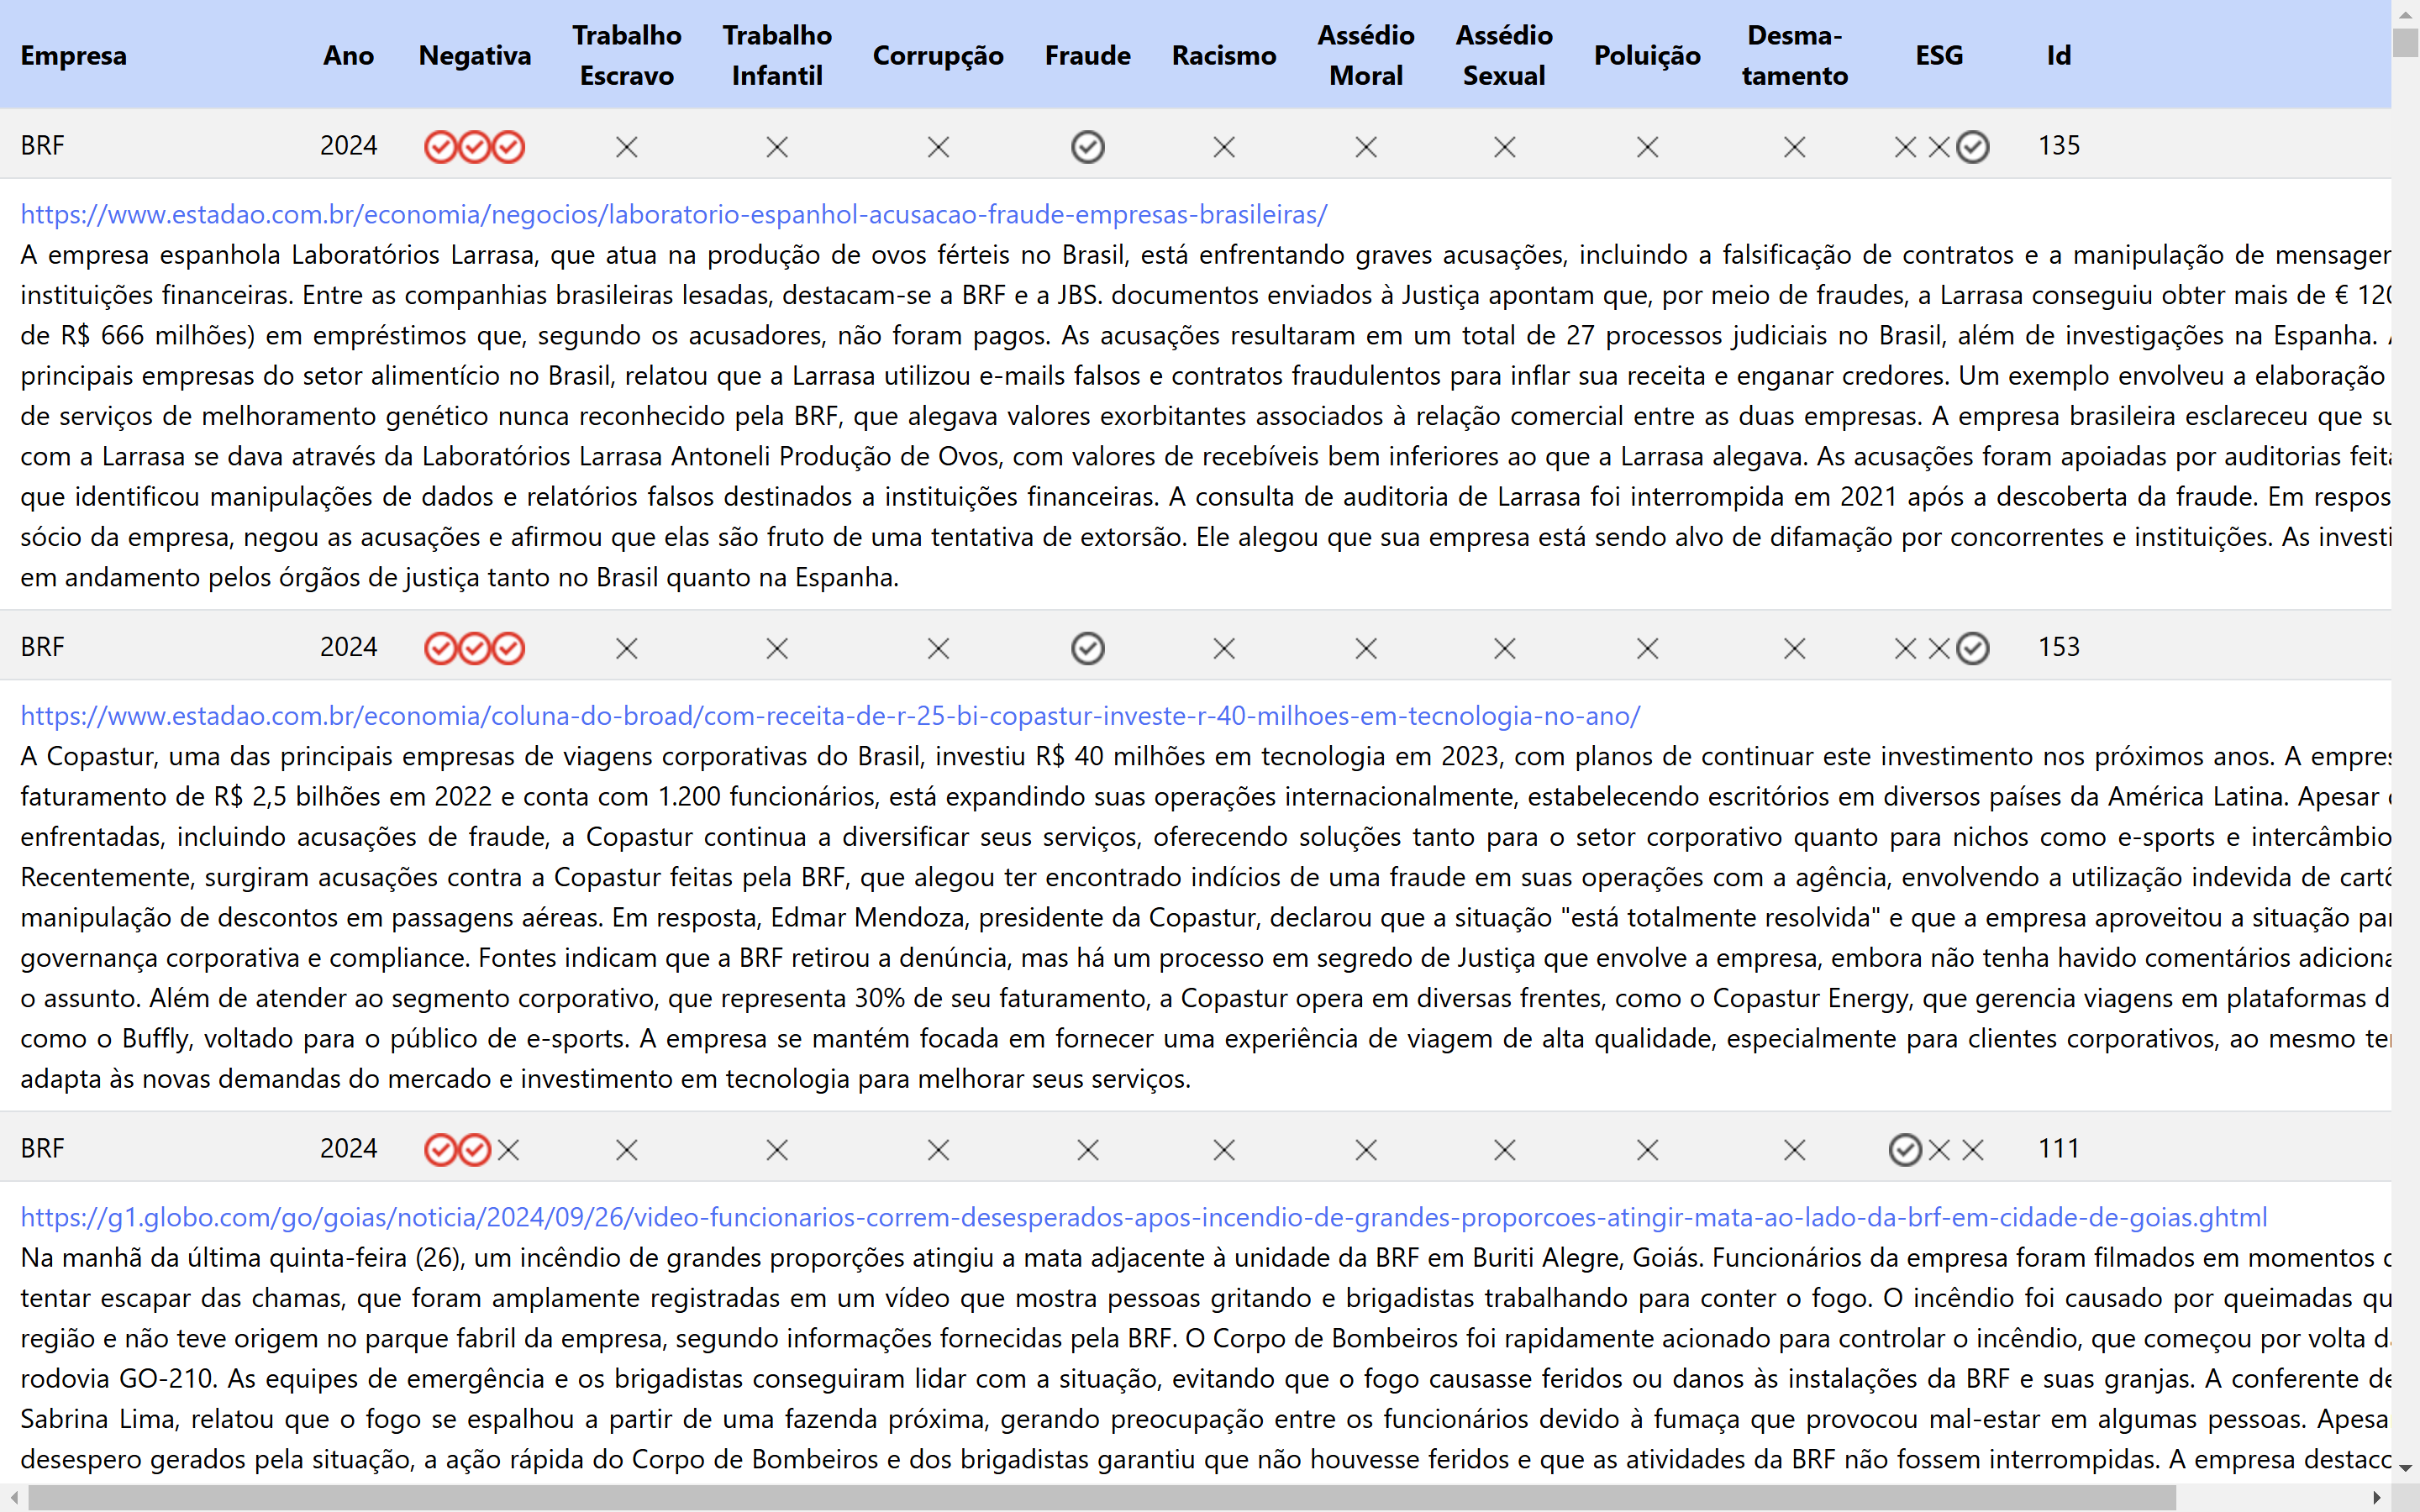 Empresa Ano Negativa Trabalho Escravo Trabalho Infantil Corrupção Fraude Racismo Assédio Moral Assédio Sexual Poluição Desma-tamento ESG Id
BRF 2024 135
https://www.estadao.com.br/economia/negocios/laboratorio-espanhol-acusacao-fraude-empresas-brasileiras/
A empresa espanhola Laboratórios Larrasa, que atua na produção de ovos férteis no Brasil, está enfrentando graves acusações, incluindo a falsificação de contratos e a manipulação de
instituições financeiras. Entre as companhias brasileiras lesadas, destacam-se a BRF e a JBS. documentos enviados à Justiça apontam que, por meio de fraudes, a Larrasa conseguiu obter mais de €
de R$ 666 milhões) em empréstimos que, segundo os acusadores, não foram pagos. As acusações resultaram em um total de 27 processos judiciais no Brasil, além de investigações na Espanha.
principais empresas do setor alimentício no Brasil, relatou que a Larrasa utilizou e-mails falsos e contratos fraudulentos para inflar sua receita e enganar credores. Um exemplo envolveu a elaboração
de serviços de melhoramento genético nunca reconhecido pela BRF, que alegava valores exorbitantes associados à relação comercial entre as duas empresas. A empresa brasileira esclareceu que
com a Larrasa se dava através da Laboratórios Larrasa Antoneli Produção de Ovos, com valores de recebíveis bem inferiores ao que a Larrasa alegava. As acusações foram apoiadas por auditorias
que identificou manipulações de dados e relatórios falsos destinados a instituições financeiras. A consulta de auditoria de Larrasa foi interrompida em 2021 após a descoberta da fraude. Em
sócio da empresa, negou as acusações e afirmou que elas são fruto de uma tentativa de extorsão. Ele alegou que sua empresa está sendo alvo de difamação por concorrentes e instituições. As
em andamento pelos órgãos de justiça tanto no Brasil quanto na Espanha.
BRF 2024 153
https://www.estadao.com.br/economia/coluna-do-broad/com-receita-de-r-25-bi-copastur-investe-r-40-milhoes-em-tecnologia-no-ano/
A Copastur, uma das principais empresas de viagens corporativas do Brasil, investiu R$ 40 milhões em tecnologia em 2023, com planos de continuar este investimento nos próximos anos. A
faturamento de R$ 2,5 bilhões em 2022 e conta com 1.200 funcionários, está expandindo suas operações internacionalmente, estabelecendo escritórios em diversos países da América Latina. Apesar
enfrentadas, incluindo acusações de fraude, a Copastur continua a diversificar seus serviços, oferecendo soluções tanto para o setor corporativo quanto para nichos como e-sports e intercâmbio
Recentemente, surgiram acusações contra a Copastur feitas pela BRF, que alegou ter encontrado indícios de uma fraude em suas operações com a agência, envolvendo a utilização indevida de
manipulação de descontos em passagens aéreas. Em resposta, Edmar Mendoza, presidente da Copastur, declarou que a situação "está totalmente resolvida" e que a empresa aproveitou a situação
governança corporativa e compliance. Fontes indicam que a BRF retirou a denúncia, mas há um processo em segredo de Justiça que envolve a empresa, embora não tenha havido comentários
o assunto. Além de atender ao segmento corporativo, que representa 30% de seu faturamento, a Copastur opera em diversas frentes, como o Copastur Energy, que gerencia viagens em plataformas
como o Buffly, voltado para o público de e-sports. A empresa se mantém focada em fornecer uma experiência de viagem de alta qualidade, especialmente para clientes corporativos, ao mesmo
adapta às novas demandas do mercado e investimento em tecnologia para melhorar seus serviços.
BRF 2024 111
https://g1.globo.com/go/goias/noticia/2024/09/26/video-funcionarios-correm-desesperados-apos-incendio-de-grandes-proporcoes-atingir-mata-ao-lado-da-brf-em-cidade-de-goias.ghtml
Na manhã da última quinta-feira (26), um incêndio de grandes proporções atingiu a mata adjacente à unidade da BRF em Buriti Alegre, Goiás. Funcionários da empresa foram filmados em momentos
tentar escapar das chamas, que foram amplamente registradas em um vídeo que mostra pessoas gritando e brigadistas trabalhando para conter o fogo. O incêndio foi causado por queimadas
região e não teve origem no parque fabril da empresa, segundo informações fornecidas pela BRF. O Corpo de Bombeiros foi rapidamente acionado para controlar o incêndio, que começou por volta
rodovia GO-210. As equipes de emergência e os brigadistas conseguiram lidar com a situação, evitando que o fogo causasse feridos ou danos às instalações da BRF e suas granjas. A conferente
Sabrina Lima, relatou que o fogo se espalhou a partir de uma fazenda próxima, gerando preocupação entre os funcionários devido à fumaça que provocou mal-estar em algumas pessoas.
desespero gerados pela situação, a ação rápida do Corpo de Bombeiros e dos brigadistas garantiu que não houvesse feridos e que as atividades da BRF não fossem interrompidas. A empresa